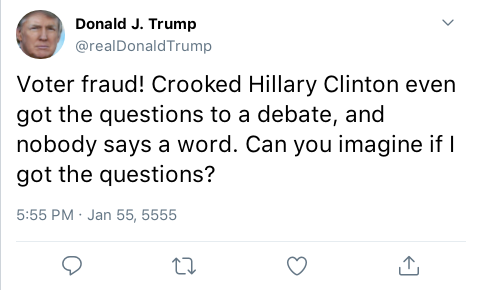 Donald J. Trump
@realDonaldTrump
Voter fraud! Crooked Hillary Clinton even
got the questions to a debate, and
nobody says a word. Can you imagine if I
got the questions?
5:55 PM · Jan 55, 5555